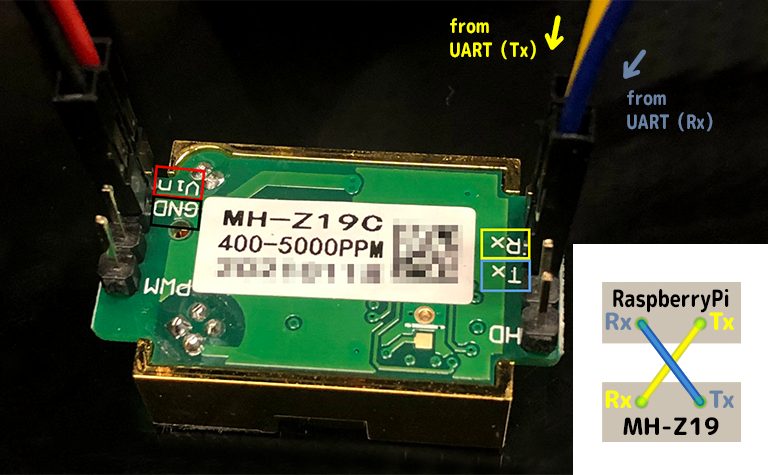 from
UART (Tx)
from
UART (Rx)
Vin
GND
MH-Z19C
400-5000PPM
Rx
Tx
PWM
HD
RaspberryPi
Rx Tx
Rx Tx
MH-Z19